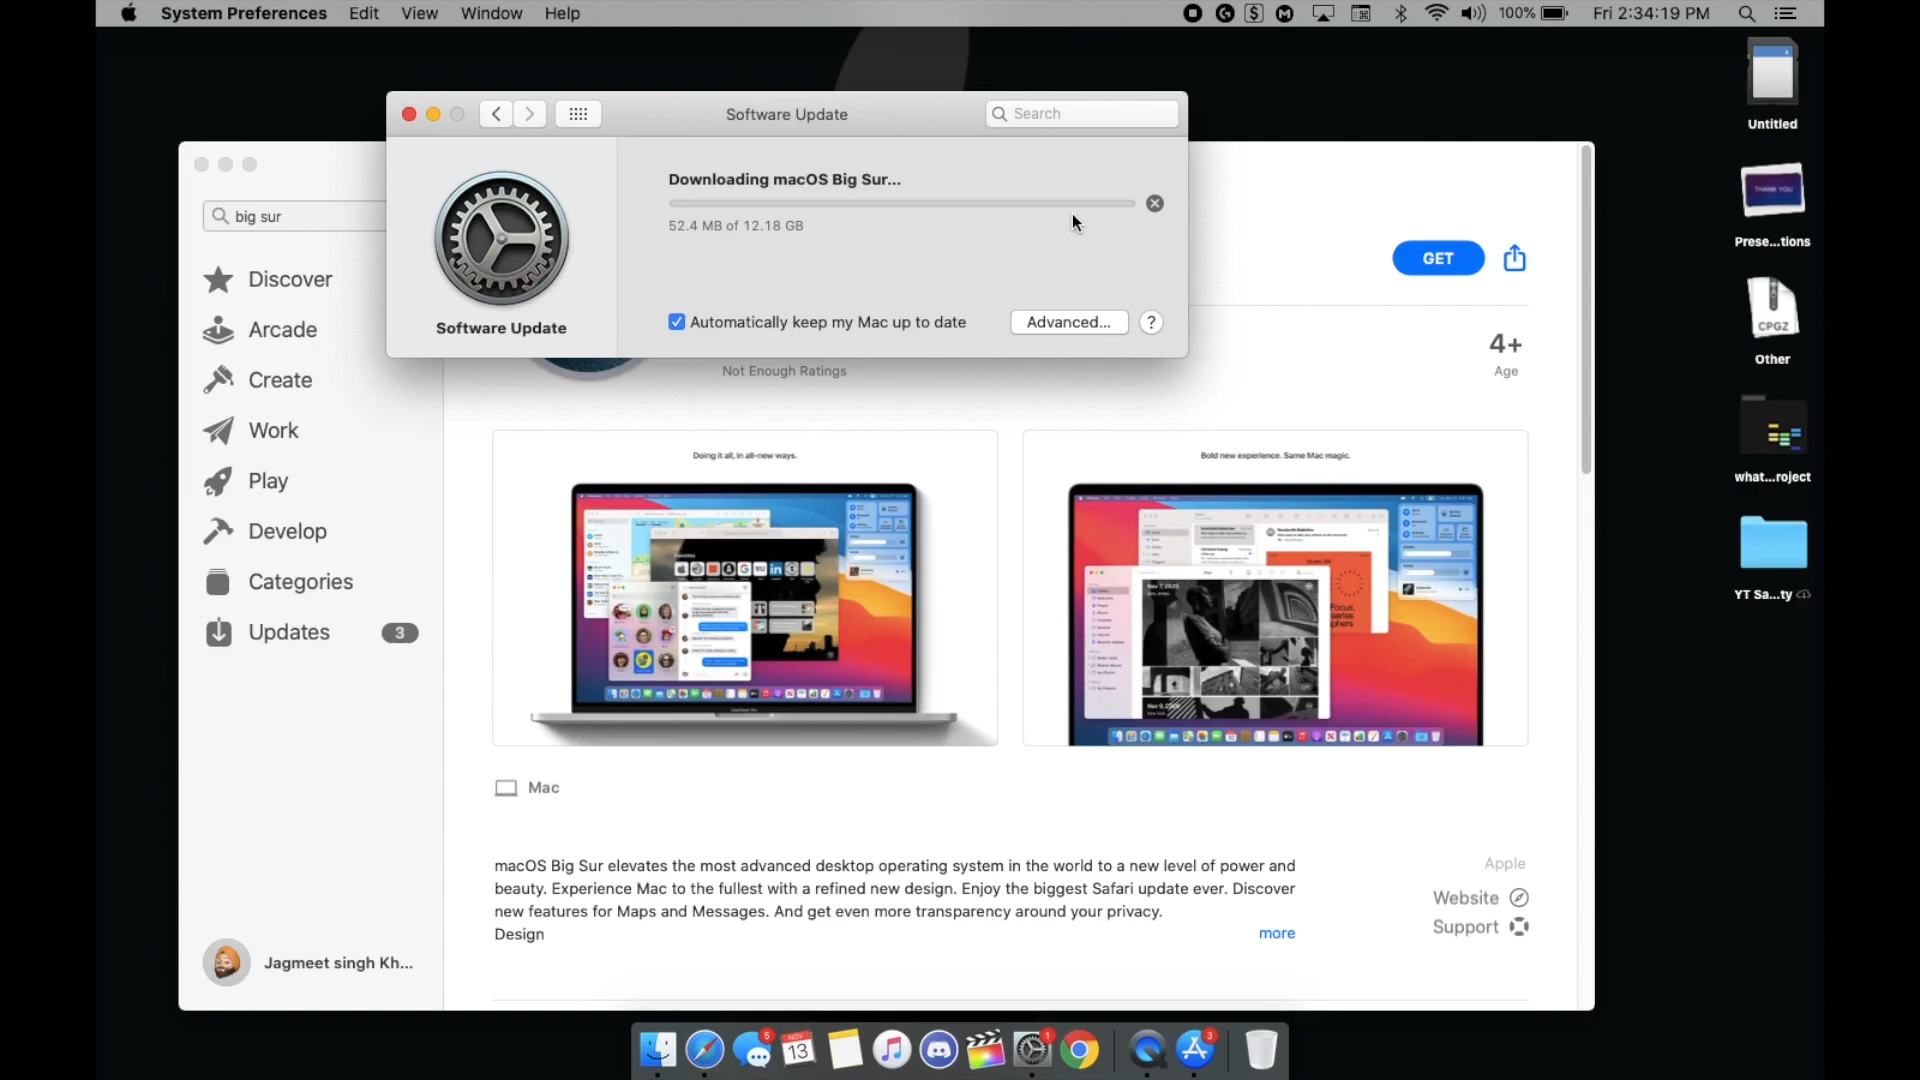 System Preferences Edit View Window Help
100% Fri 2:34:19 PM
Software Update
Search
Downloading macOS Big Sur...
52.4 MB of 12.18 GB
Software Update
Automatically keep my Mac up to date
Advanced...
?
big sur
Discover
Arcade
Create
Work
Play
Develop
Categories
Updates 3
Jagmeet singh Kh...
GET
Not Enough Ratings
4+
Age
Doing it all, in all-new ways.
Bold new experience. Same Mac magic.
Mac
macOS Big Sur elevates the most advanced desktop operating system in the world to a new level of power and
beauty. Experience Mac to the fullest with a refined new design. Enjoy the biggest Safari update ever. Discover
new features for Maps and Messages. And get even more transparency around your privacy.
Design
more
Apple
Website
Support
Untitled
THANK YOU
Prese...tions
CPGZ
Other
what...roject
YT Sa...ty
5
NOV
13
1
3